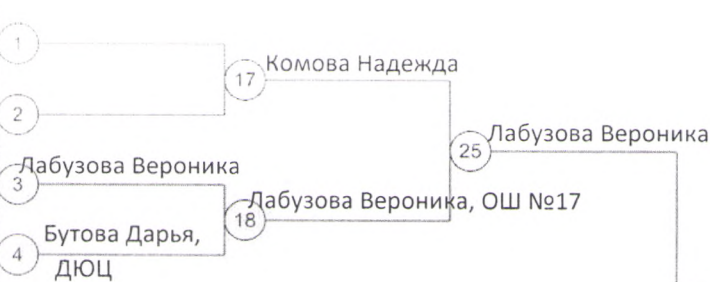 1
Комова Надежда
17
2
Лабузова Вероника
25
Лабузова Вероника
3
Лабузова Вероника, ОШ №17
18
Бутова Дарья,
4
ДЮЦ